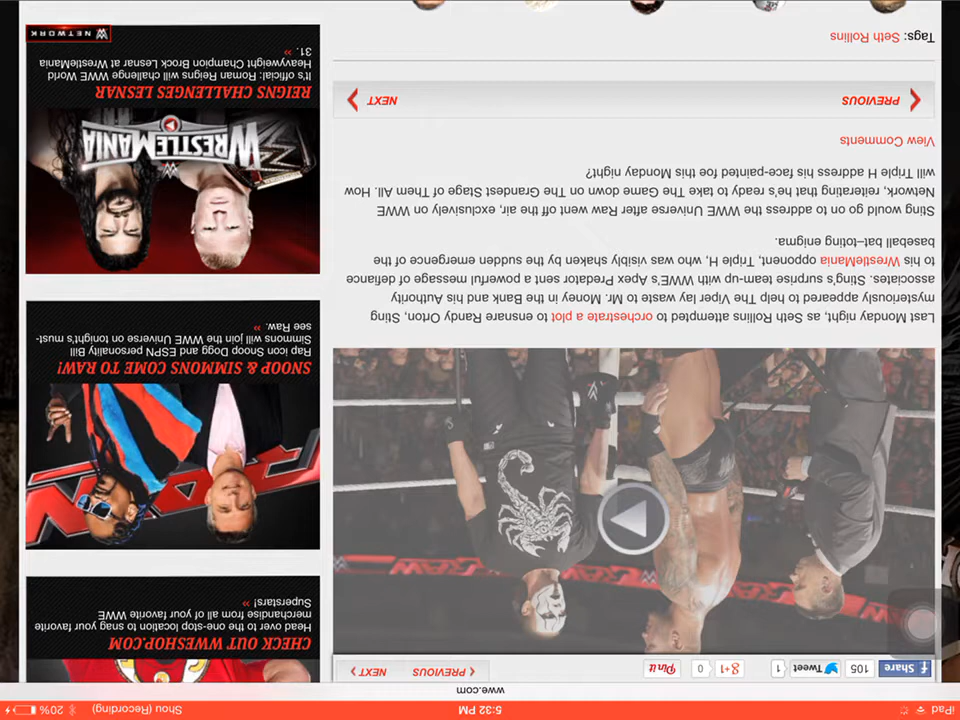 iPad
5:32 PM
Shou (Recording)
20%
wwe.com
f Share
105
Tweet
1
g+1
0
Pin it
PREVIOUS
NEXT
RAW
Last Monday night, as Seth Rollins attempted to orchestrate a plot to ensnare Randy Orton, Sting
mysteriously appeared to help The Viper lay waste to Mr. Money in the Bank and his Authority
associates. Sting's surprise team-up with WWE's Apex Predator sent a powerful message of defiance
to his WrestleMania opponent, Triple H, who was visibly shaken by the sudden emergence of the
baseball bat–toting enigma.
Sting would go on to address the WWE Universe after Raw went off the air, exclusively on WWE
Network, reiterating that he's ready to take The Game down on The Grandest Stage of Them All. How
will Triple H address his face-painted foe this Monday night?
View Comments
PREVIOUS
NEXT
Tags: Seth Rollins
CHECK OUT WWESHOP.COM
Head over to the one-stop location to snag your favorite
merchandise from all of your favorite WWE
Superstars! »
RAW
SNOOP & SIMMONS COME TO RAW!
Rap icon Snoop Dogg and ESPN personality Bill
Simmons will join the WWE Universe on tonight's must-
see Raw. »
WRESTLEMANIA
REIGNS CHALLENGES LESNAR
It's official: Roman Reigns will challenge WWE World
Heavyweight Champion Brock Lesnar at WrestleMania
31. »
NETWORK